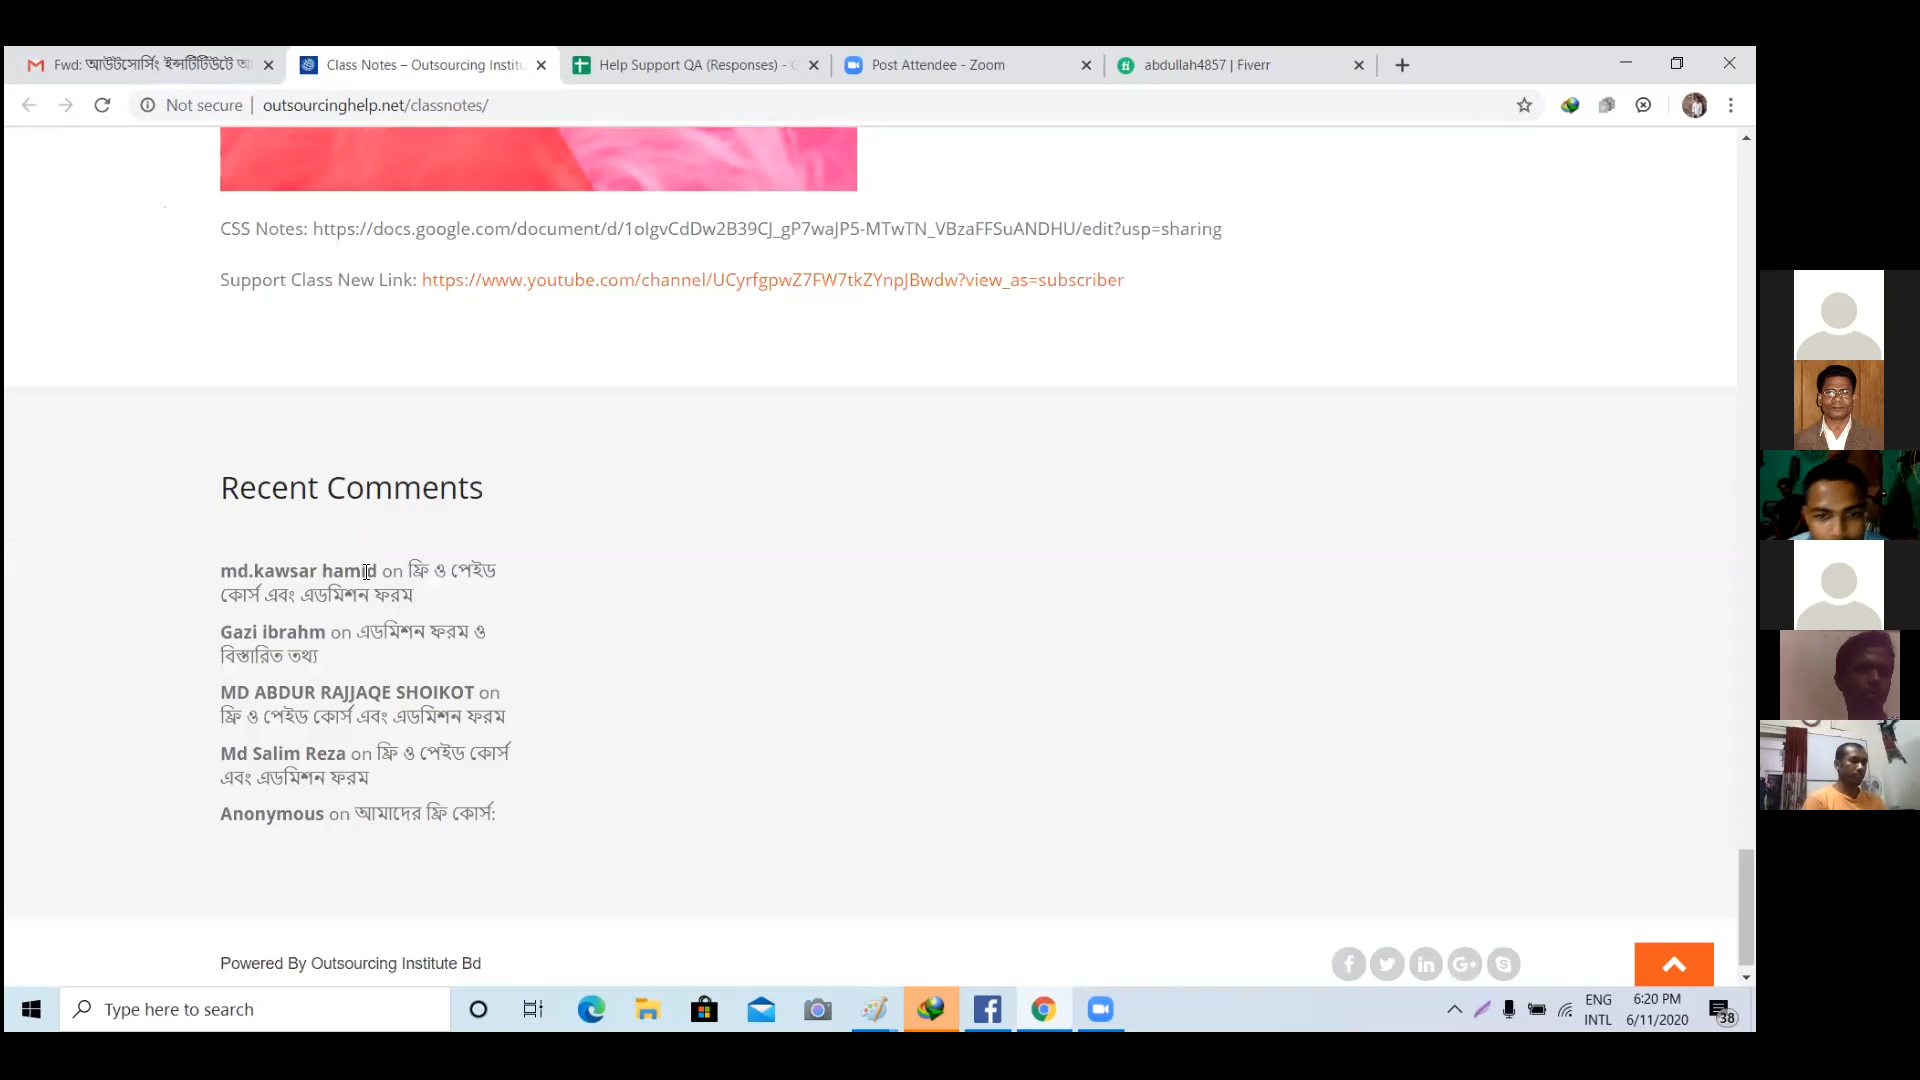 Fwd: আউটসোর্সিং ইন্সটিটিউটে
Class Notes – Outsourcing Institu
Help Support QA (Responses) -
Post Attendee - Zoom
abdullah4857 | Fiverr
Not secure | outsourcinghelp.net/classnotes/
CSS Notes: https://docs.google.com/document/d/1oIgvCdDw2B39CJ_gP7waJP5-MTwTN_VBzaFFSuANDHU/edit?usp=sharing
Support Class New Link: https://www.youtube.com/channel/UCyrfgpwZ7FW7tkZYnpJBwdw?view_as=subscriber
Recent Comments
md.kawsar hamid on ফ্রি ও পেইড
কোর্স এবং এডমিশন ফরম
Gazi ibrahm on এডমিশন ফরম ও
বিস্তারিত তথ্য
MD ABDUR RAJJAQE SHOIKOT on
ফ্রি ও পেইড কোর্স এবং এডমিশন ফরম
Md Salim Reza on ফ্রি ও পেইড কোর্স
এবং এডমিশন ফরম
Anonymous on আমাদের ফ্রি কোর্স:
Powered By Outsourcing Institute Bd
Type here to search
ENG
INTL
6:20 PM
6/11/2020
38